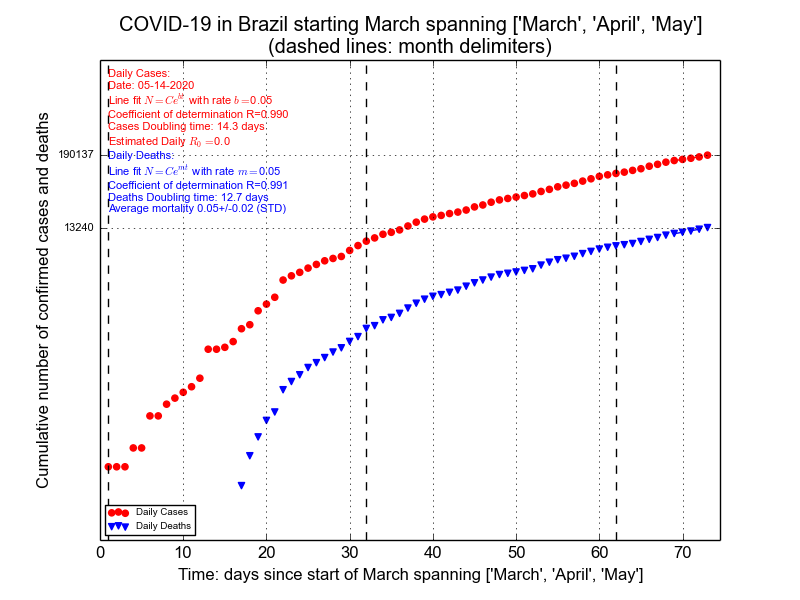 COVID-19 in Brazil starting March spanning ['March', 'April', 'May']
(dashed lines: month delimiters)
Daily Cases:
Date: 05-14-2020
Line fit N = Ce^{bt} with rate b =0.05
Coefficient of determination R=0.990
Cases Doubling time: 14.3 days
Estimated Daily R_0 =0.0
Daily Deaths:
Line fit N = Ce^{mt} with rate m =0.05
Coefficient of determination R=0.991
Deaths Doubling time: 12.7 days
Average mortality 0.05+/-0.02 (STD)
190137
13240
Cumulative number of confirmed cases and deaths
Daily Cases
Daily Deaths
0 10 20 30 40 50 60 70
Time: days since start of March spanning ['March', 'April', 'May']